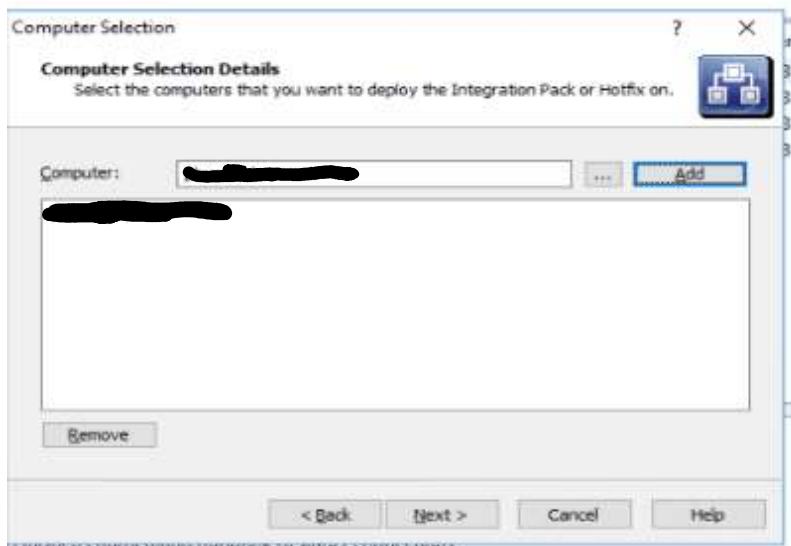 Computer Selection ?
Computer Selection Details
Select the computers that you want to deploy the Integration Pack or Hotfix on.
Computer: ... Add
Remove
< Back Next > Cancel Help